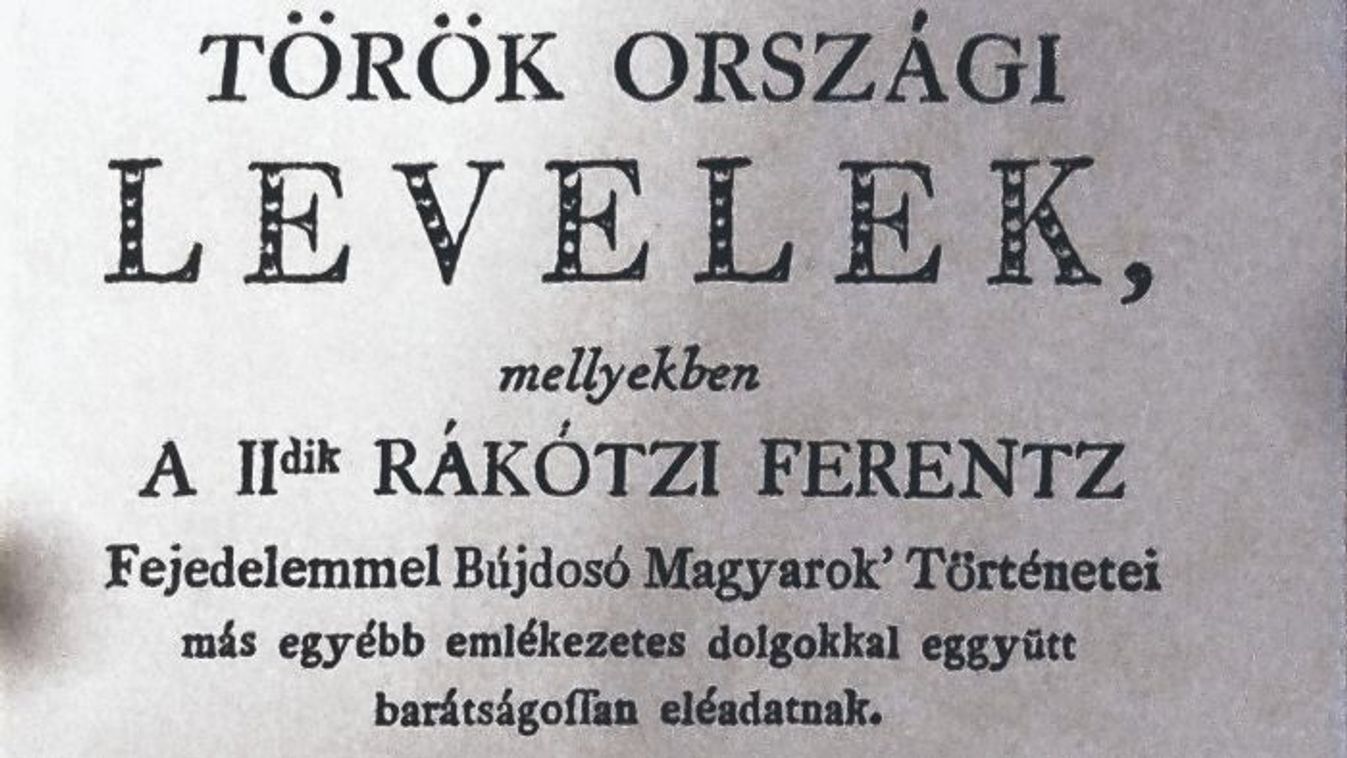 TÖRÖK ORSZÁGI
LEVELEK,
mellyekben
A IIdik RÁKÓTZI FERENTZ
Fejedelemmel Bújdosó Magyarok’ Történetei
más egyébb emlékezetes dolgokkal eggyütt
barátságoſſan eléadatnak.